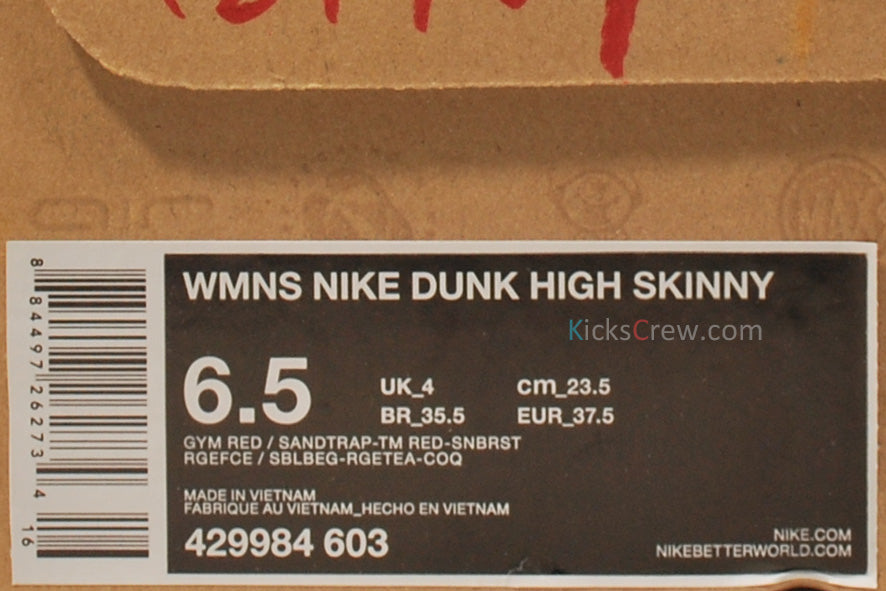 WMNS NIKE DUNK HIGH SKINNY
KicksCrew.com
6.5
UK_4 cm_23.5
BR_35.5 EUR_37.5
GYM RED / SANDTRAP-TM RED-SNBRST
RGEFCE / SBLBEG-RGETEA-COQ
MADE IN VIETNAM
FABRIQUE AU VIETNAM_HECHO EN VIETNAM
429984 603
NIKE.COM
NIKEBETTERWORLD.COM
8 84497 26273 4
16